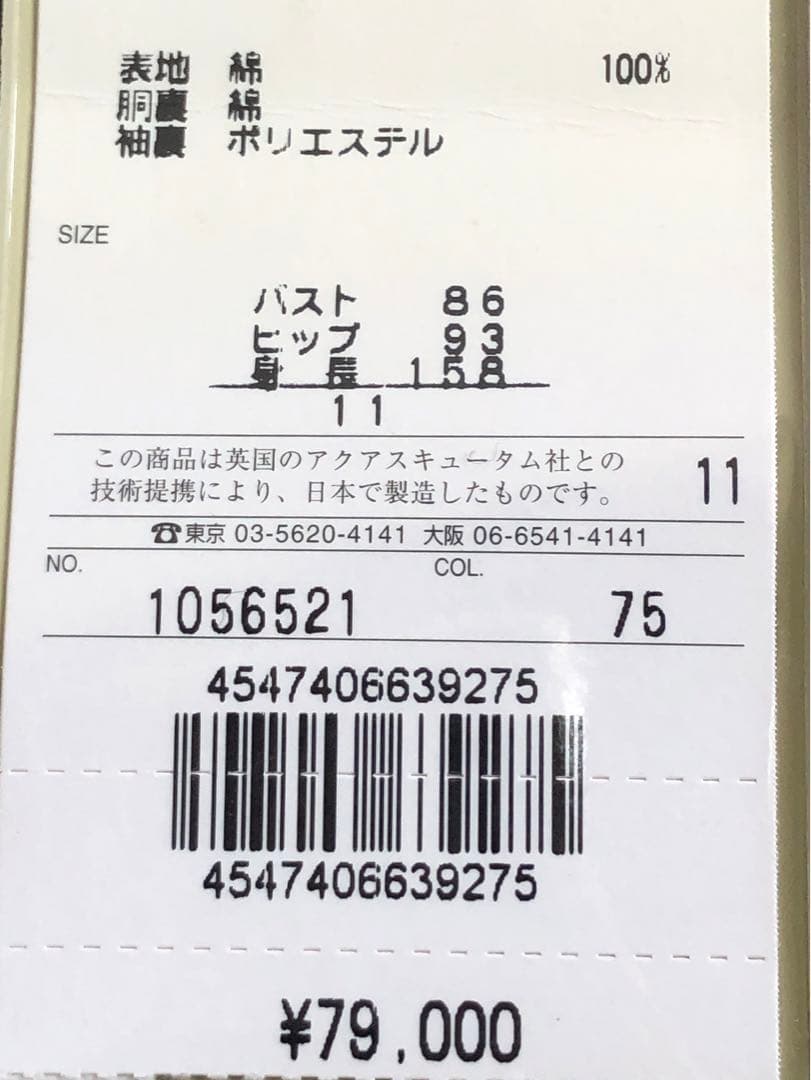 表地 綿 100%
胴裏 綿
袖裏 ポリエステル
SIZE
バスト 86
ヒップ 93
身長 158
11
この商品は英国のアクアスキュータム社との
技術提携により、日本で製造したものです。 11
☎東京 03-5620-4141 大阪 06-6541-4141
NO. COL.
1056521 75
4547406639275
4547406639275
¥79,000